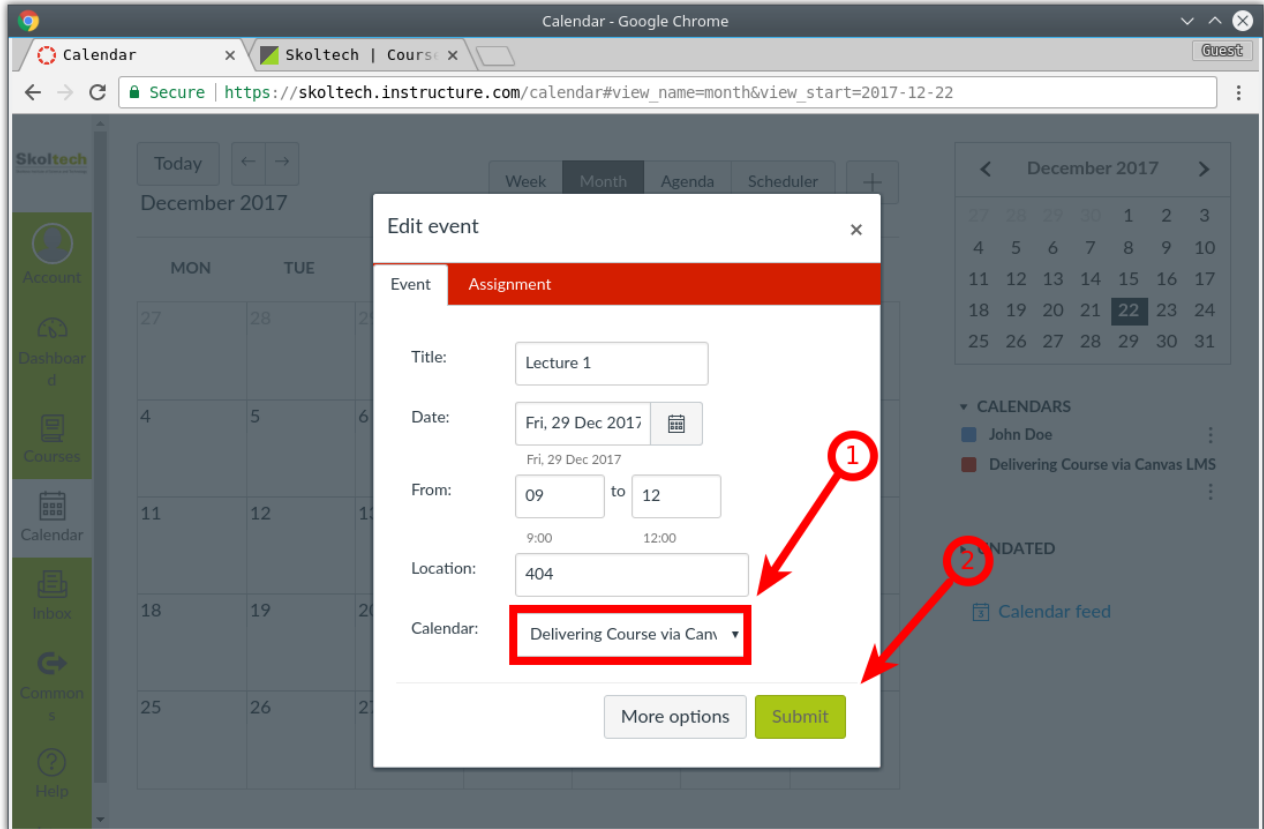 Calendar - Google Chrome
Calendar
Skoltech | Cours
Guest
Secure | https://skoltech.instructure.com/calendar#view_name=month&view_start=2017-12-22
Skoltech
Account
Dashboar
d
Courses
Calendar
Inbox
Common
s
Help
Today
December 2017
Week Month Agenda Scheduler
MON TUE
27 28 29
4 5 6
11 12
18 19
25 26
Edit event
Event Assignment
Title: Lecture 1
Date: Fri, 29 Dec 2017
Fri, 29 Dec 2017
From: 09 to 12
9:00 12:00
Location: 404
Calendar: Delivering Course via Canv
More options Submit
1
2
December 2017
27 28 29 30 1 2 3
4 5 6 7 8 9 10
11 12 13 14 15 16 17
18 19 20 21 22 23 24
25 26 27 28 29 30 31
CALENDARS
John Doe
Delivering Course via Canvas LMS
UNDATED
Calendar feed